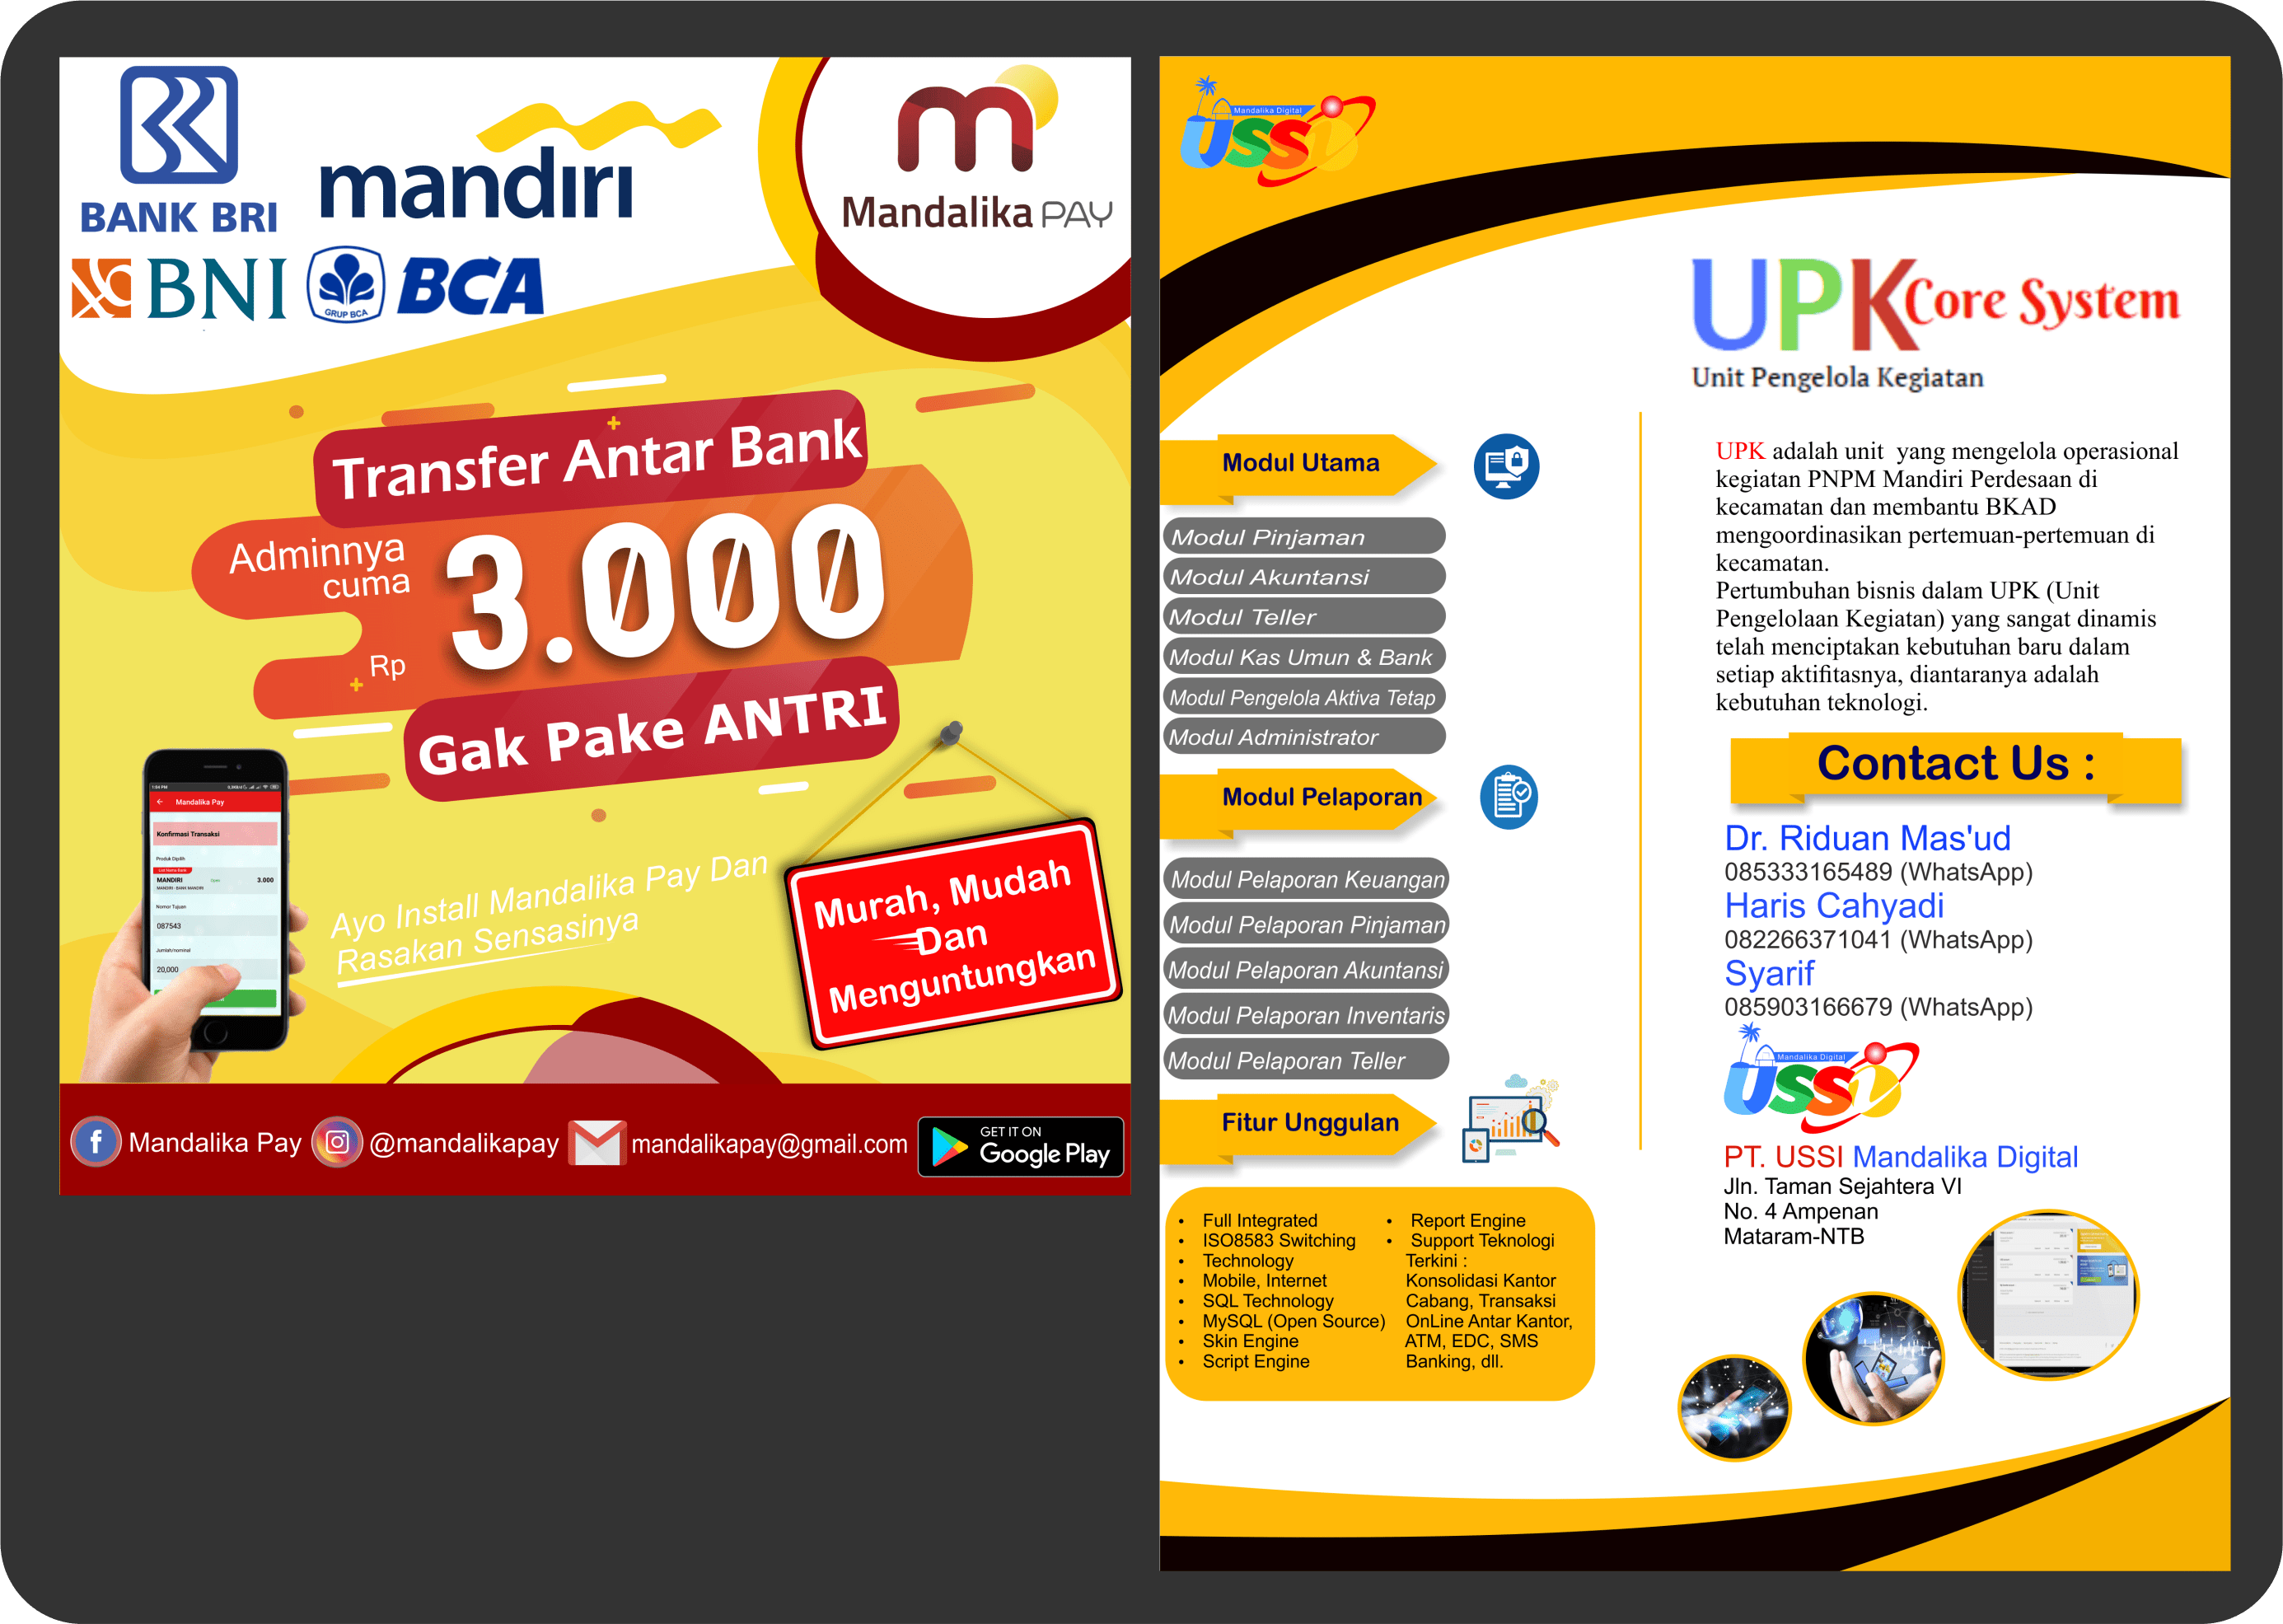 BANK BRI
mandırı
BNI
GRUP BCA
BCA
Mandalika PAY
Transfer Antar Bank
Adminnya
cuma
Rp
3.000
Gak Pake ANTRI
Mandalika Pay
Konfirmasi Transaksi
Produk Dipilih
MANDIRI
3.000
MANDIRI - BANK MANDIRI
Nomor Tujuan
087543
Jumlah/nominal
20,000
Ayo Install Mandalika Pay Dan
Rasakan Sensasinya
Murah, Mudah
Dan
Menguntungkan
Mandalika Pay
@mandalikapay
mandalikapay@gmail.com
GET IT ON
Google Play
Mandalika Digital
USSI
UPK Core System
Unit Pengelola Kegiatan
Modul Utama
Modul Pinjaman
Modul Akuntansi
Modul Teller
Modul Kas Umun & Bank
Modul Pengelola Aktiva Tetap
Modul Administrator
Modul Pelaporan
Modul Pelaporan Keuangan
Modul Pelaporan Pinjaman
Modul Pelaporan Akuntansi
Modul Pelaporan Inventaris
Modul Pelaporan Teller
Fitur Unggulan
• Full Integrated
• ISO8583 Switching
• Technology
• Mobile, Internet
• SQL Technology
• MySQL (Open Source)
• Skin Engine
• Script Engine
• Report Engine
• Support Teknologi
Terkini :
Konsolidasi Kantor
Cabang, Transaksi
OnLine Antar Kantor,
ATM, EDC, SMS
Banking, dll.
UPK adalah unit yang mengelola operasional
kegiatan PNPM Mandiri Perdesaan di
kecamatan dan membantu BKAD
mengoordinasikan pertemuan-pertemuan di
kecamatan.
Pertumbuhan bisnis dalam UPK (Unit
Pengelolaan Kegiatan) yang sangat dinamis
telah menciptakan kebutuhan baru dalam
setiap aktifitasnya, diantaranya adalah
kebutuhan teknologi.
Contact Us :
Dr. Riduan Mas'ud
085333165489 (WhatsApp)
Haris Cahyadi
082266371041 (WhatsApp)
Syarif
085903166679 (WhatsApp)
Mandalika Digital
USSI
PT. USSI Mandalika Digital
Jln. Taman Sejahtera VI
No. 4 Ampenan
Mataram-NTB